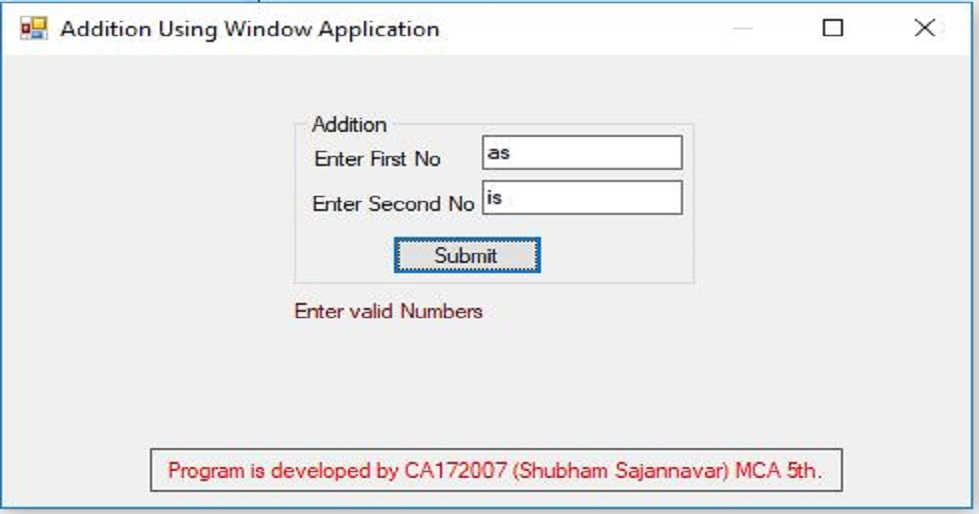 Addition Using Window Application
Addition
Enter First No as
Enter Second No is
Submit
Enter valid Numbers
Program is developed by CA172007 (Shubham Sajannavar) MCA 5th.